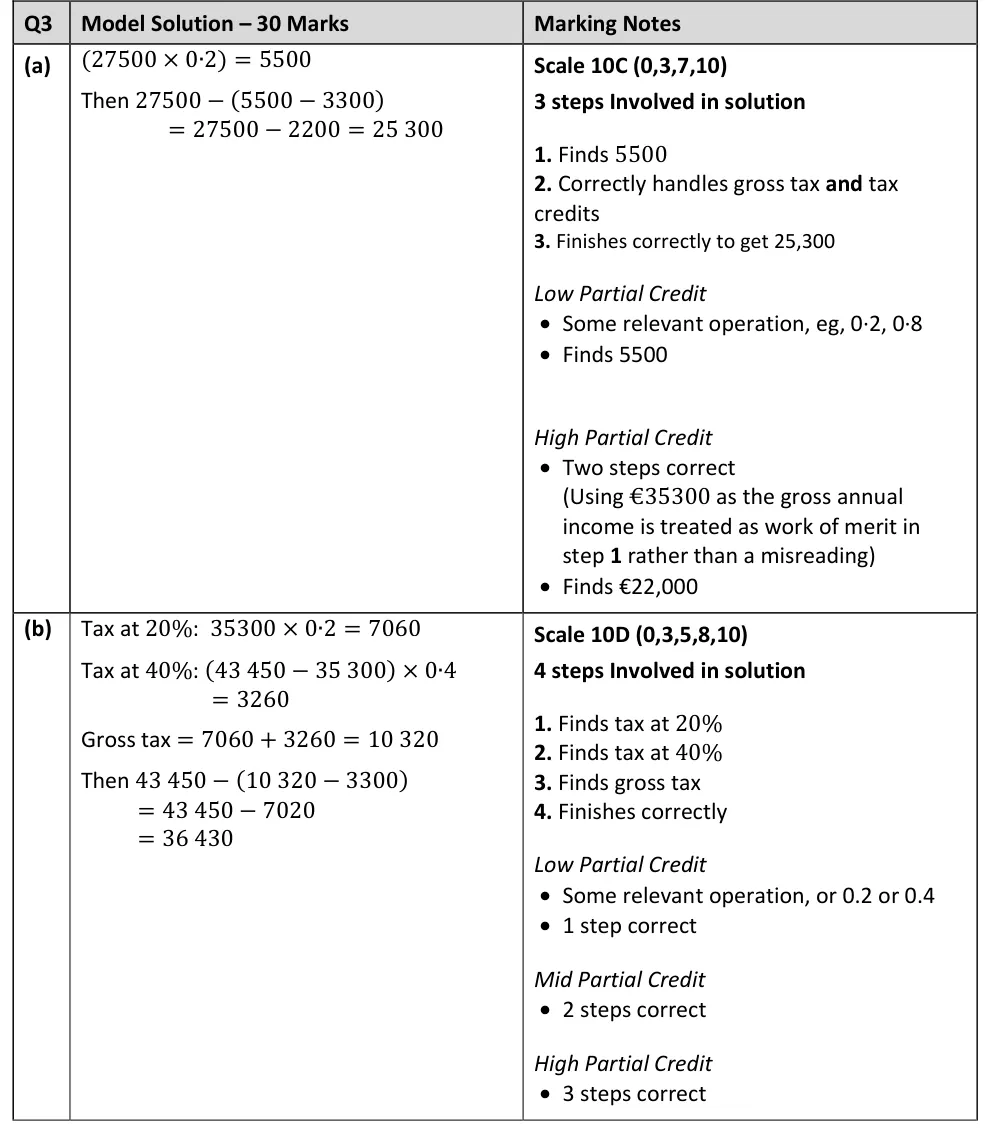 Q3 Model Solution – 30 Marks Marking Notes
(a) (27500 × 0·2) = 5500
Then 27500 − (5500 − 3300)
= 27500 − 2200 = 25 300
Scale 10C (0,3,7,10)
3 steps Involved in solution
1. Finds 5500
2. Correctly handles gross tax and tax
credits
3. Finishes correctly to get 25,300
Low Partial Credit
• Some relevant operation, eg, 0·2, 0·8
• Finds 5500
High Partial Credit
• Two steps correct
(Using €35300 as the gross annual
income is treated as work of merit in
step 1 rather than a misreading)
• Finds €22,000
(b) Tax at 20%: 35300 × 0·2 = 7060
Tax at 40%: (43 450 − 35 300) × 0·4
= 3260
Gross tax = 7060 + 3260 = 10 320
Then 43 450 − (10 320 − 3300)
= 43 450 − 7020
= 36 430
Scale 10D (0,3,5,8,10)
4 steps Involved in solution
1. Finds tax at 20%
2. Finds tax at 40%
3. Finds gross tax
4. Finishes correctly
Low Partial Credit
• Some relevant operation, or 0.2 or 0.4
• 1 step correct
Mid Partial Credit
• 2 steps correct
High Partial Credit
• 3 steps correct